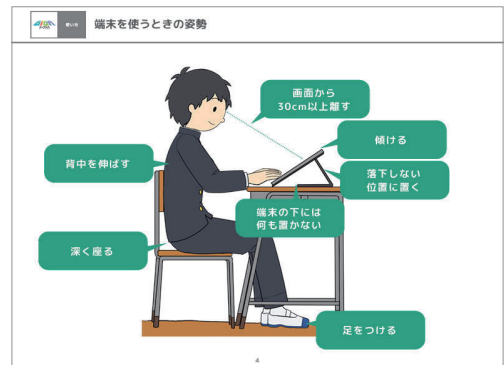 使い方
端末を使うときの姿勢
画面から
30cm以上離す
傾ける
背中を伸ばす
落下しない
位置に置く
端末の下には
何も置かない
深く座る
足をつける
4